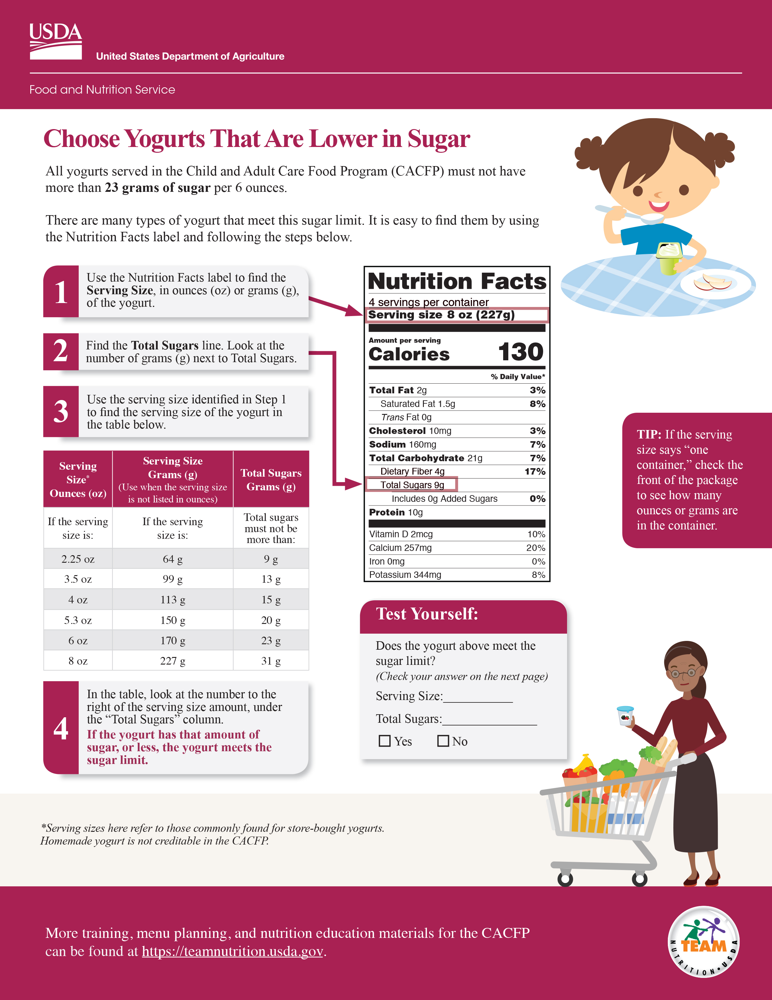 USDA
United States Department of Agriculture
Food and Nutrition Service
Choose Yogurts That Are Lower in Sugar
All yogurts served in the Child and Adult Care Food Program (CACFP) must not have
more than 23 grams of sugar per 6 ounces.
There are many types of yogurt that meet this sugar limit. It is easy to find them by using
the Nutrition Facts label and following the steps below.
1
Use the Nutrition Facts label to find the
Serving Size, in ounces (oz) or grams (g),
of the yogurt.
2
Find the Total Sugars line. Look at the
number of grams (g) next to Total Sugars.
3
Use the serving size identified in Step 1
to find the serving size of the yogurt in
the table below.
Serving
Size*
Ounces (oz)
Serving Size
Grams (g)
(Use when the serving size
is not listed in ounces)
Total Sugars
Grams (g)
If the serving
size is:
If the serving
size is:
Total sugars
must not be
more than:
2.25 oz 64 g 9 g
3.5 oz 99 g 13 g
4 oz 113 g 15 g
5.3 oz 150 g 20 g
6 oz 170 g 23 g
8 oz 227 g 31 g
4
In the table, look at the number to the
right of the serving size amount, under
the “Total Sugars” column.
If the yogurt has that amount of
sugar, or less, the yogurt meets the
sugar limit.
Nutrition Facts
4 servings per container
Serving size 8 oz (227g)
Amount per serving
Calories 130
% Daily Value*
Total Fat 2g 3%
Saturated Fat 1.5g 8%
Trans Fat 0g
Cholesterol 10mg 3%
Sodium 160mg 7%
Total Carbohydrate 21g 7%
Dietary Fiber 4g 17%
Total Sugars 9g
Includes 0g Added Sugars 0%
Protein 10g
Vitamin D 2mcg 10%
Calcium 257mg 20%
Iron 0mg 0%
Potassium 344mg 8%
TIP: If the serving
size says “one
container,” check the
front of the package
to see how many
ounces or grams are
in the container.
Test Yourself:
Does the yogurt above meet the
sugar limit?
(Check your answer on the next page)
Serving Size:___________
Total Sugars:_______________
Yes No
*Serving sizes here refer to those commonly found for store-bought yogurts.
Homemade yogurt is not creditable in the CACFP.
More training, menu planning, and nutrition education materials for the CACFP
can be found at https://teamnutrition.usda.gov.
TEAM
NUTRITION • USDA